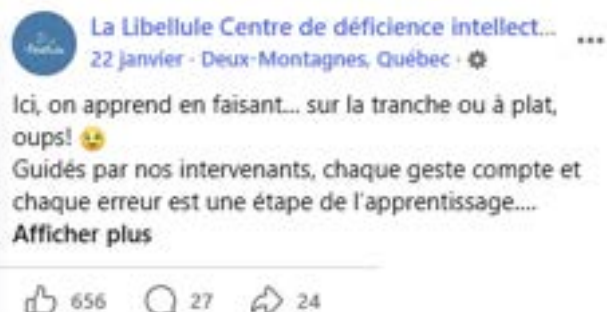 La Libellule Centre de déficience intellect...
22 janvier · Deux-Montagnes, Québec ·
Ici, on apprend en faisant... sur la tranche ou à plat,
oups! 😢
Guidés par nos intervenants, chaque geste compte et
chaque erreur est une étape de l'apprentissage....
Afficher plus
656 27 24